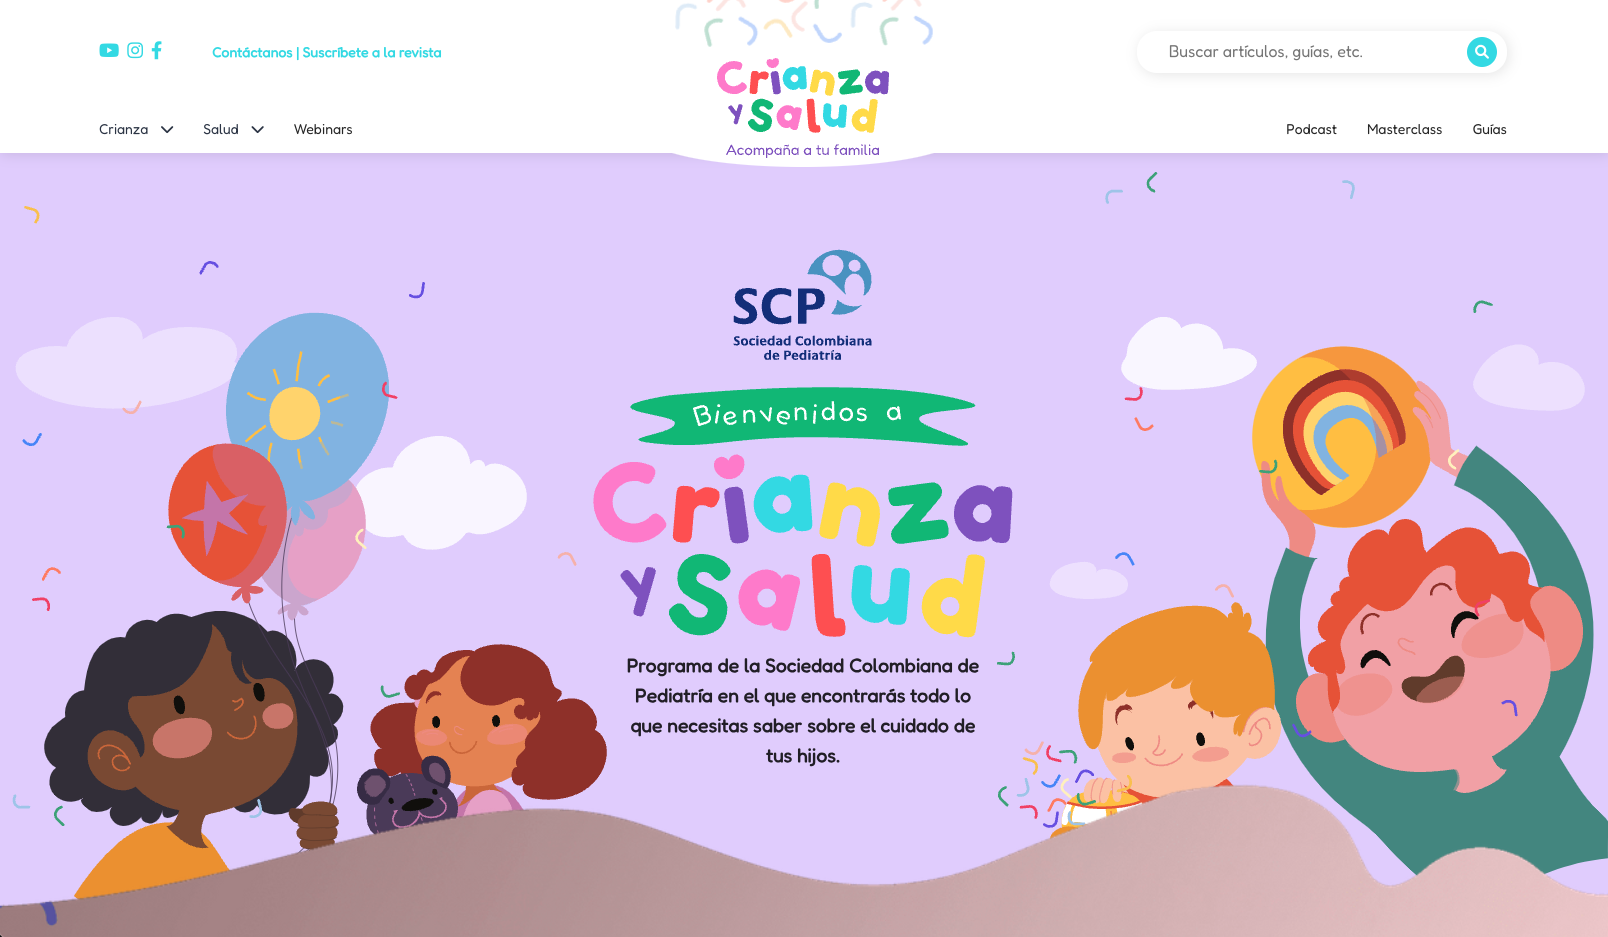 Contáctanos | Suscríbete a la revista
Crianza
y Salud
Acompaña a tu familia
Buscar artículos, guías, etc.
Crianza
Salud
Webinars
Podcast
Masterclass
Guías
SCP
Sociedad Colombiana
de Pediatría
Bienvenidos a
Crianza
y Salud
Programa de la Sociedad Colombiana de
Pediatría en el que encontrarás todo lo
que necesitas saber sobre el cuidado de
tus hijos.